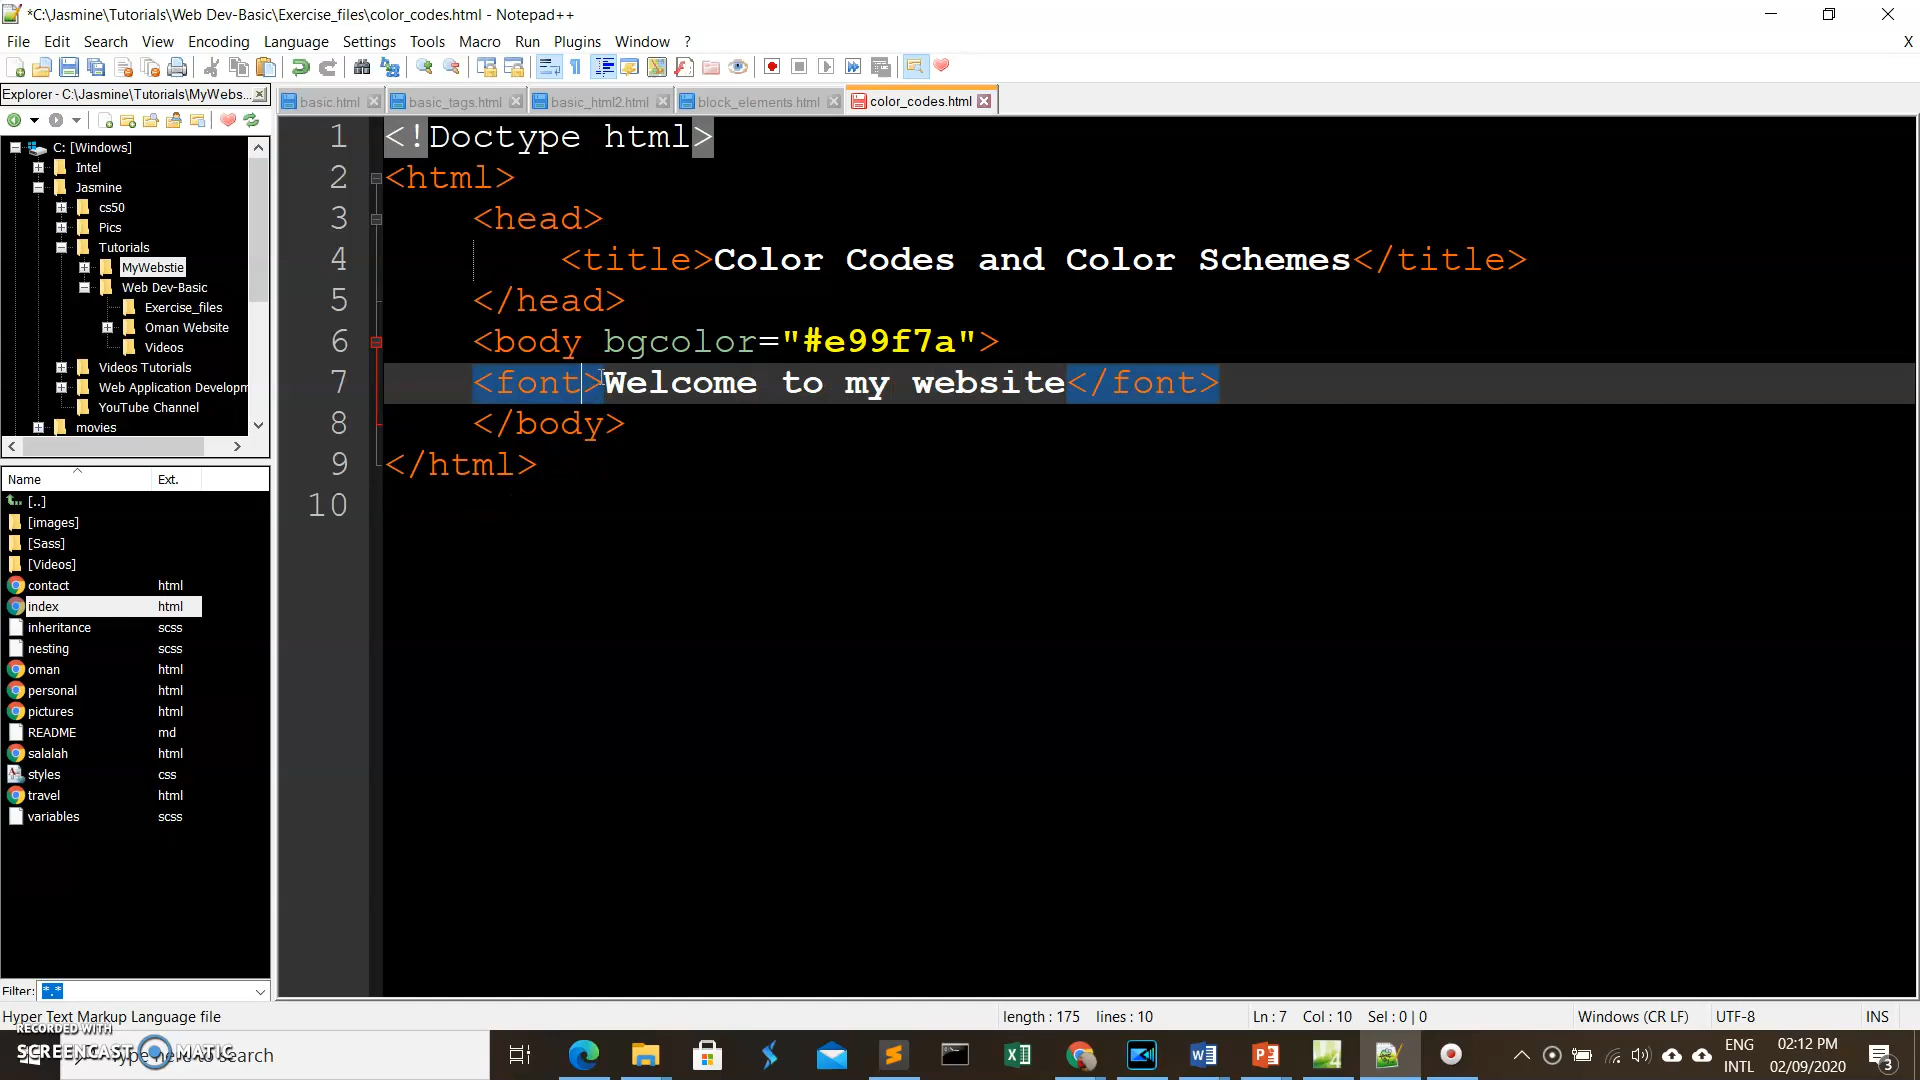 *C:\Jasmine\Tutorials\Web Dev-Basic\Exercise_files\color_codes.html - Notepad++
File Edit Search View Encoding Language Settings Tools Macro Run Plugins Window ? X
Explorer - C:\Jasmine\Tutorials\MyWebs...
basic.html basic_tags.html basic_html2.html block_elements.html color_codes.html
C: [Windows]
Intel
Jasmine
cs50
Pics
Tutorials
MyWebstie
Web Dev-Basic
Exercise_files
Oman Website
Videos
Videos Tutorials
Web Application Developm
YouTube Channel
movies
Name Ext.
[..]
[images]
[Sass]
[Videos]
contact html
index html
inheritance scss
nesting scss
oman html
personal html
pictures html
README md
salalah html
styles css
travel html
variables scss
Filter: *.*
1 <!Doctype html>
2 <html>
3 <head>
4 <title>Color Codes and Color Schemes</title>
5 </head>
6 <body bgcolor="#e99f7a">
7 <font>Welcome to my website</font>
8 </body>
9 </html>
10
Hyper Text Markup Language file length : 175 lines : 10 Ln : 7 Col : 10 Sel : 0 | 0 Windows (CR LF) UTF-8 INS
RECORDED WITH
SCREENCAST MATIC
Type here to search
ENG 02:12 PM
INTL 02/09/2020 3